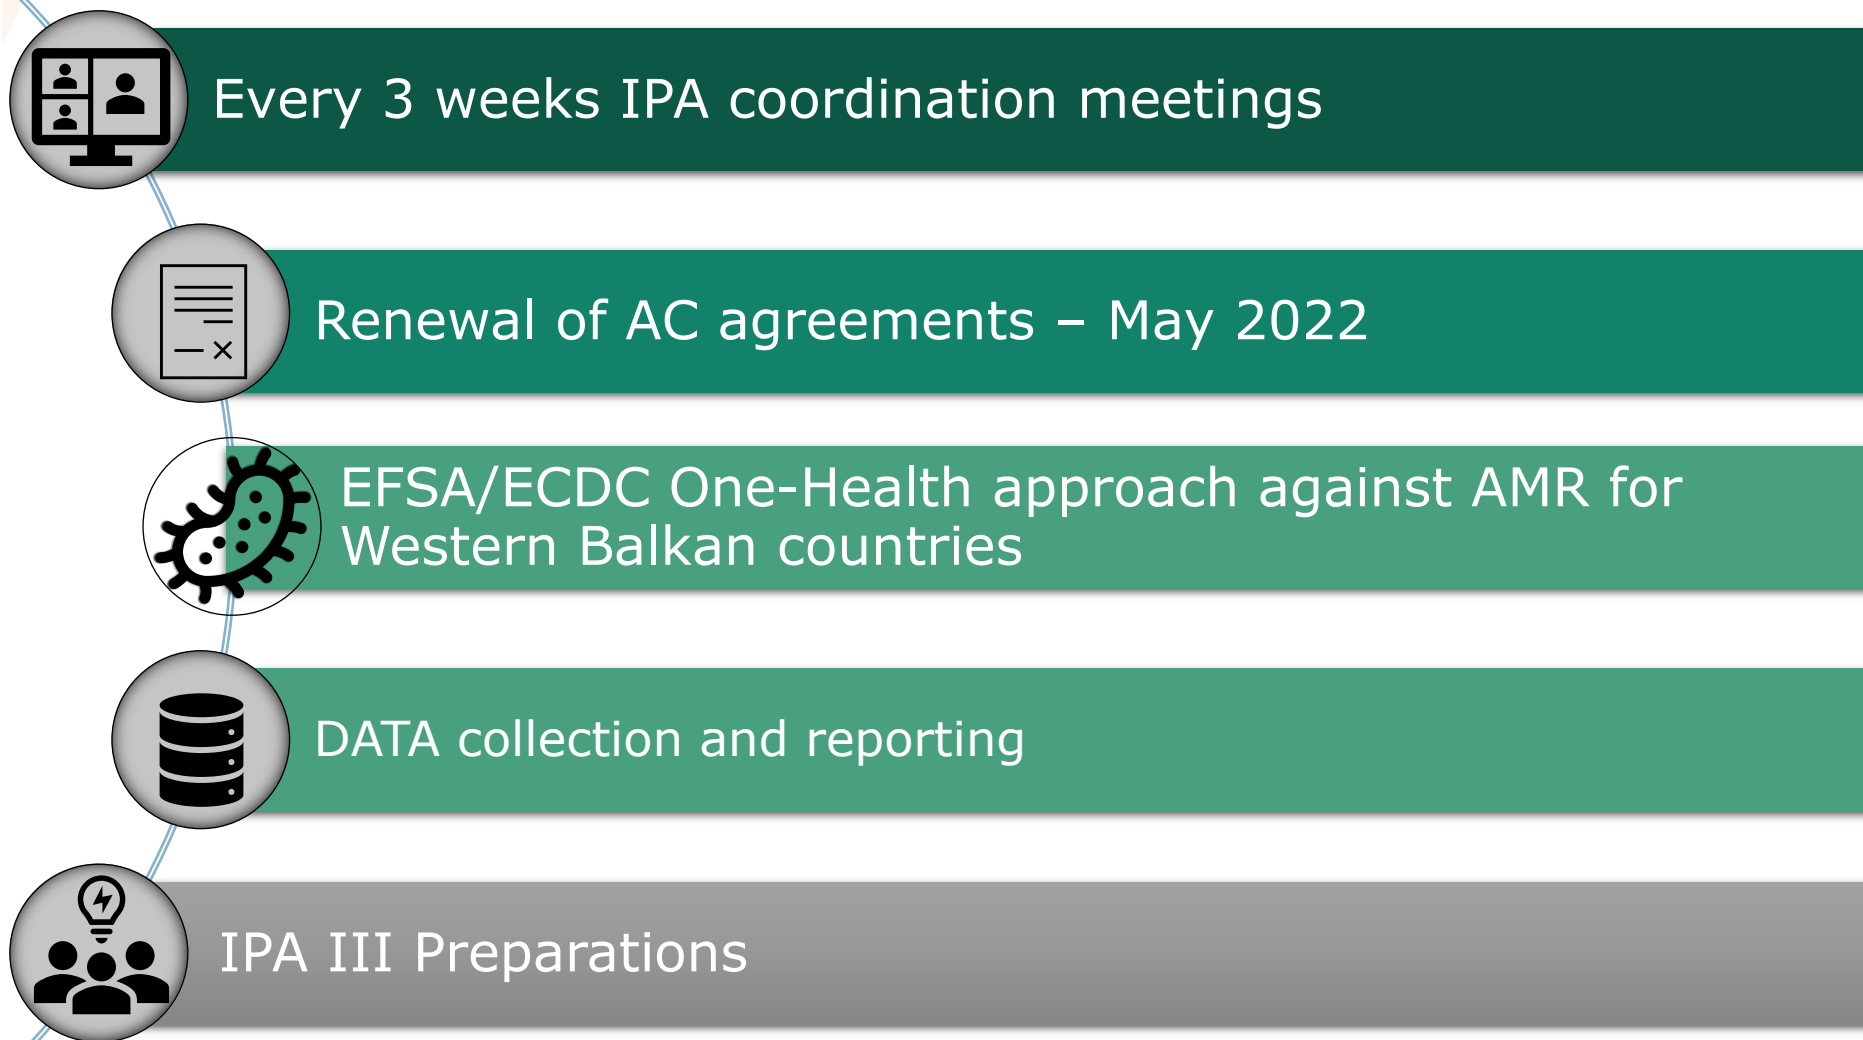 Every 3 weeks IPA coordination meetings
Renewal of AC agreements – May 2022
EFSA/ECDC One-Health approach against AMR for
Western Balkan countries
DATA collection and reporting
IPA III Preparations